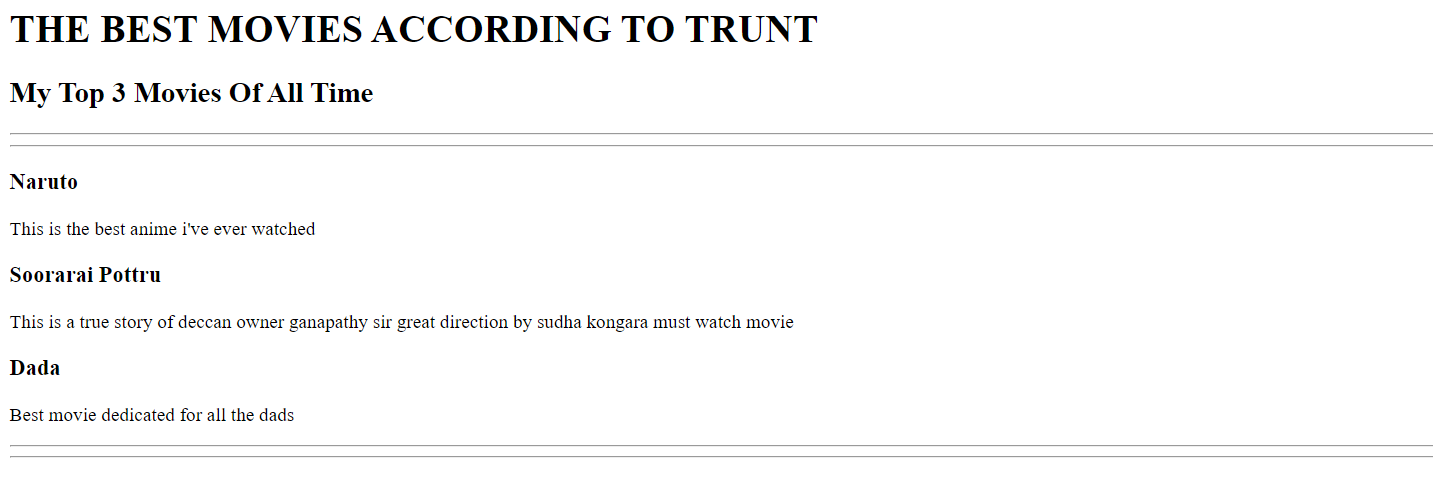 THE BEST MOVIES ACCORDING TO TRUNT
My Top 3 Movies Of All Time
Naruto
This is the best anime i've ever watched
Soorarai Pottru
This is a true story of deccan owner ganapathy sir great direction by sudha kongara must watch movie
Dada
Best movie dedicated for all the dads